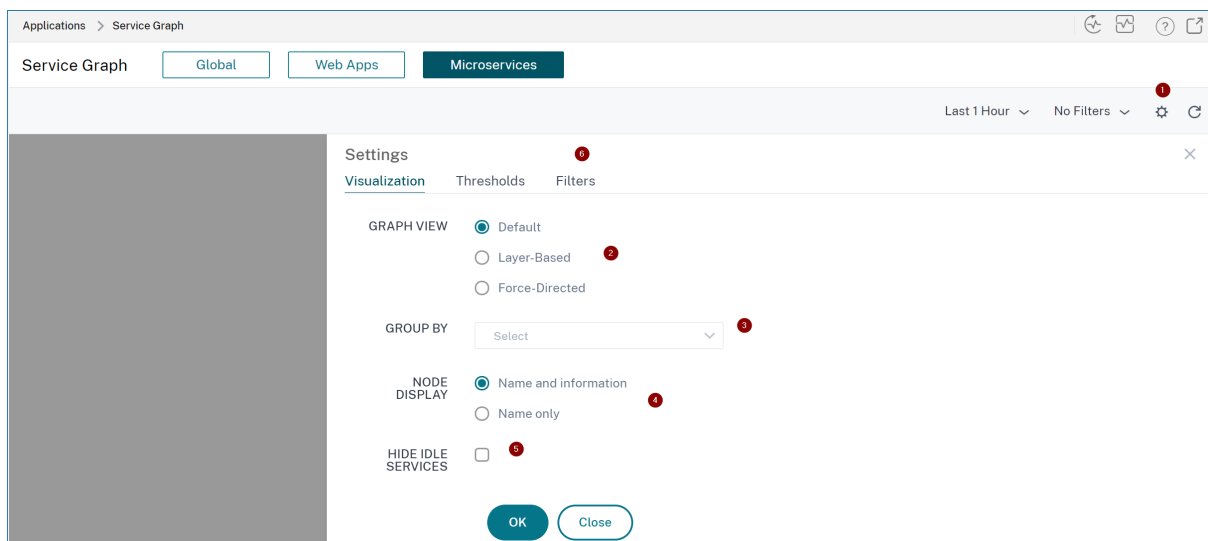 Applications > Service Graph
Service Graph Global Web Apps Microservices
1
Last 1 Hour No Filters
Settings 6
Visualization Thresholds Filters
GRAPH VIEW Default
Layer-Based 2
Force-Directed
GROUP BY Select 3
NODE DISPLAY Name and information
4
Name only
HIDE IDLE SERVICES 5
OK Close